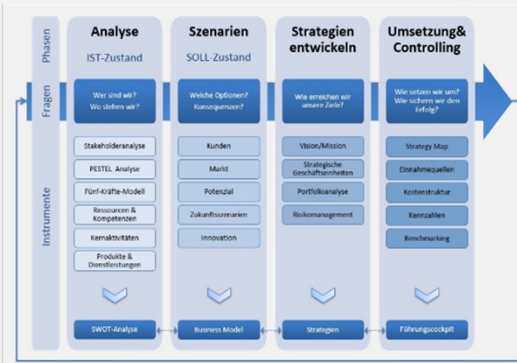 Phasen
Analyse
IST-Zustand
Szenarien
SOLL-Zustand
Strategien
entwickeln
Umsetzung&
Controlling
Fragen
Wer sind wir?
Wo stehen wir?
Welche Optionen?
Konsequenzen?
Wie erreichen wir
unsere Ziele?
Wie setzen wir um?
Wie sichern wir den
Erfolg?
Instrumente
Stakeholderanalyse
PESTEL Analyse
Fünf-Kräfte-Modell
Ressourcen &
Kompetenzen
Kernaktivitäten
Produkte &
Dienstleistungen
SWOT-Analyse
Kunden
Markt
Potenzial
Zukunftsszenarien
Innovation
Business Model
Vision/Mission
Strategische
Geschäftseinheiten
Portfolioanalyse
Risikomanagement
Strategien
Strategy Map
Einnahmequellen
Kostenstruktur
Kennzahlen
Benchmarking
Führungscockpit